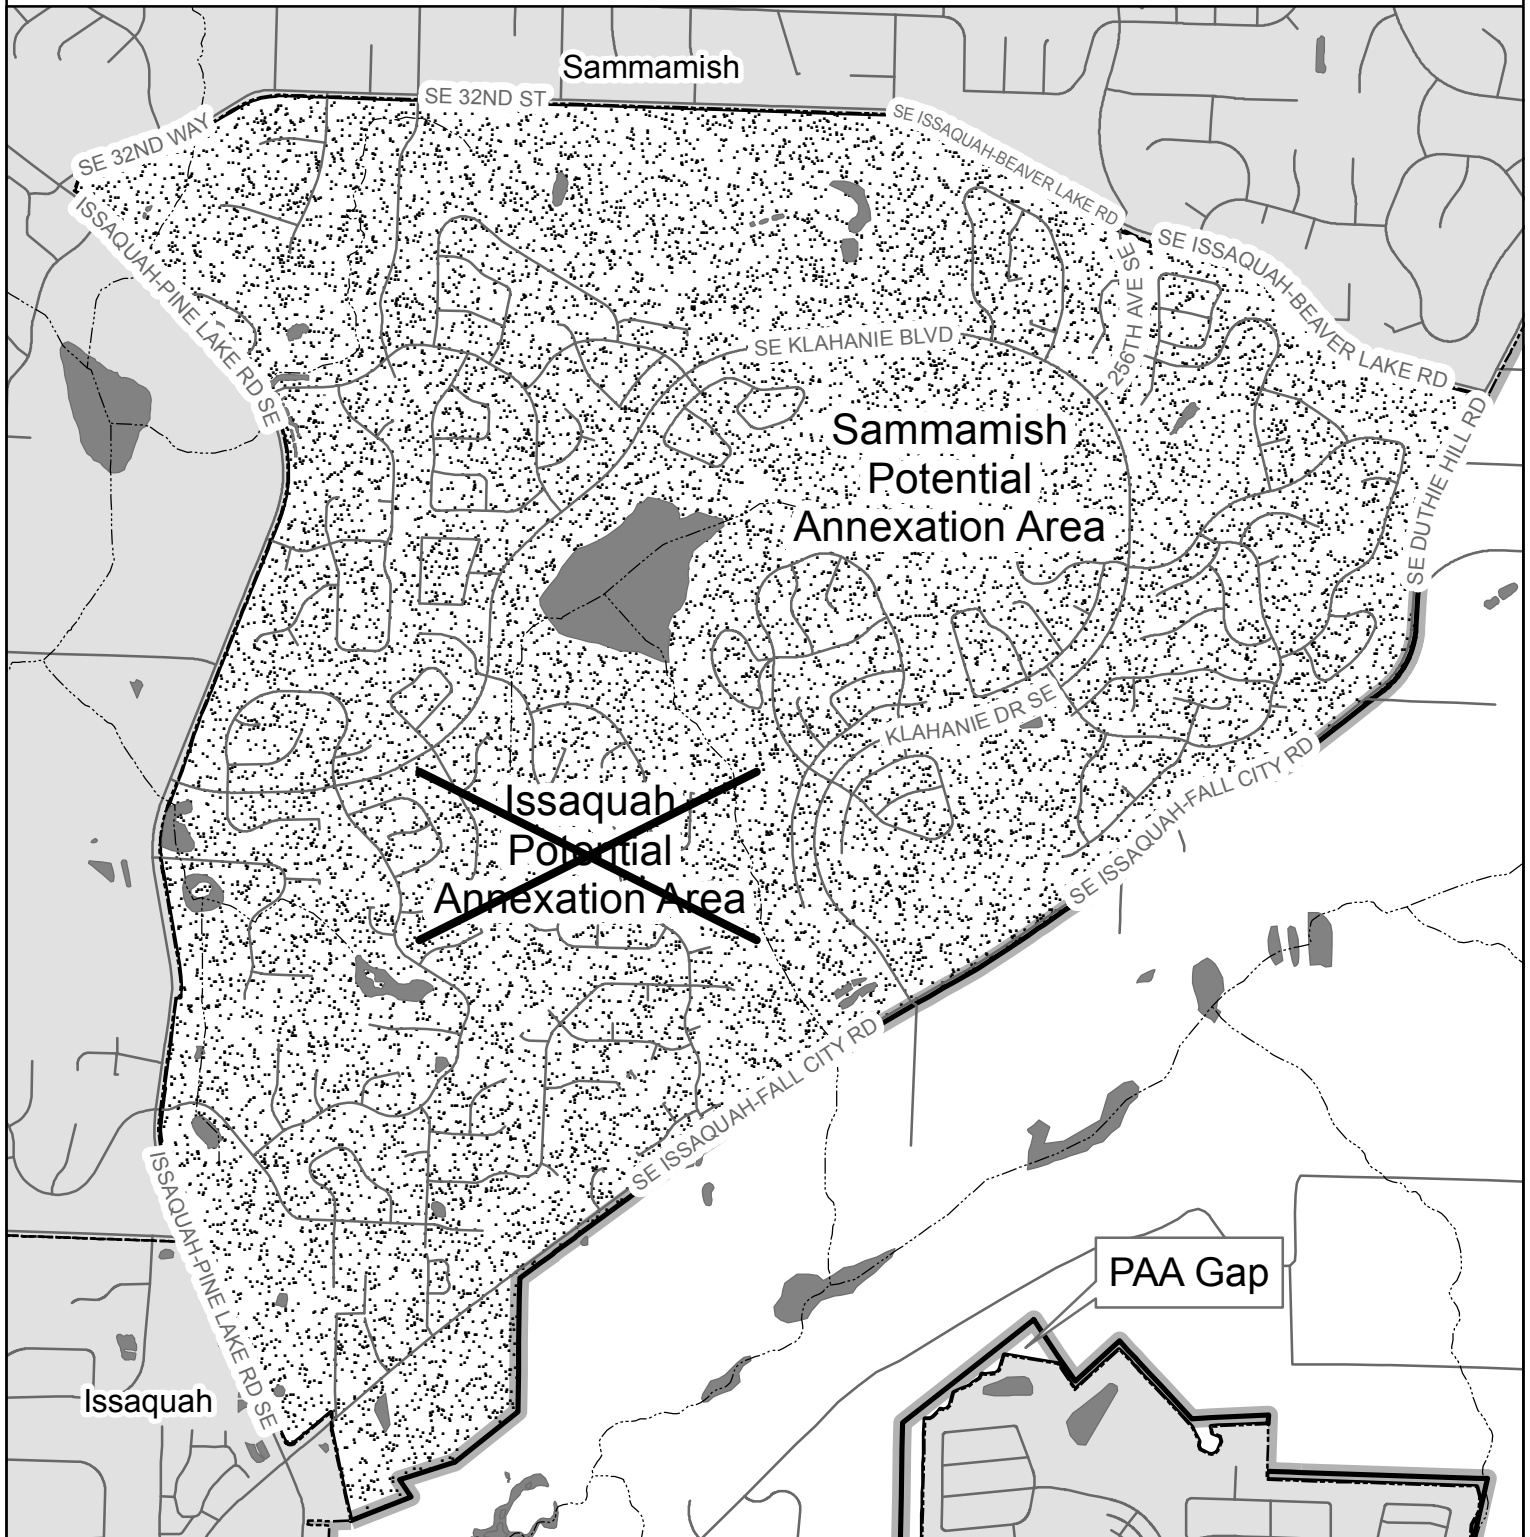 Sammamish
SE 32ND ST
SE 32ND WAY
SE ISSAQUAH-BEAVER LAKE RD
SE ISSAQUAH-BEAVER LAKE RD
256TH AVE SE
ISSAQUAH-PINE LAKE RD SE
SE KLAHANIE BLVD
SE DUTHIE HILL RD
Sammamish
Potential
Annexation Area
KLAHANIE DR SE
SE ISSAQUAH-FALL CITY RD
Issaquah
Potential
Annexation Area
SE ISSAQUAH-FALL CITY RD
ISSAQUAH-PINE LAKE RD SE
PAA Gap
Issaquah